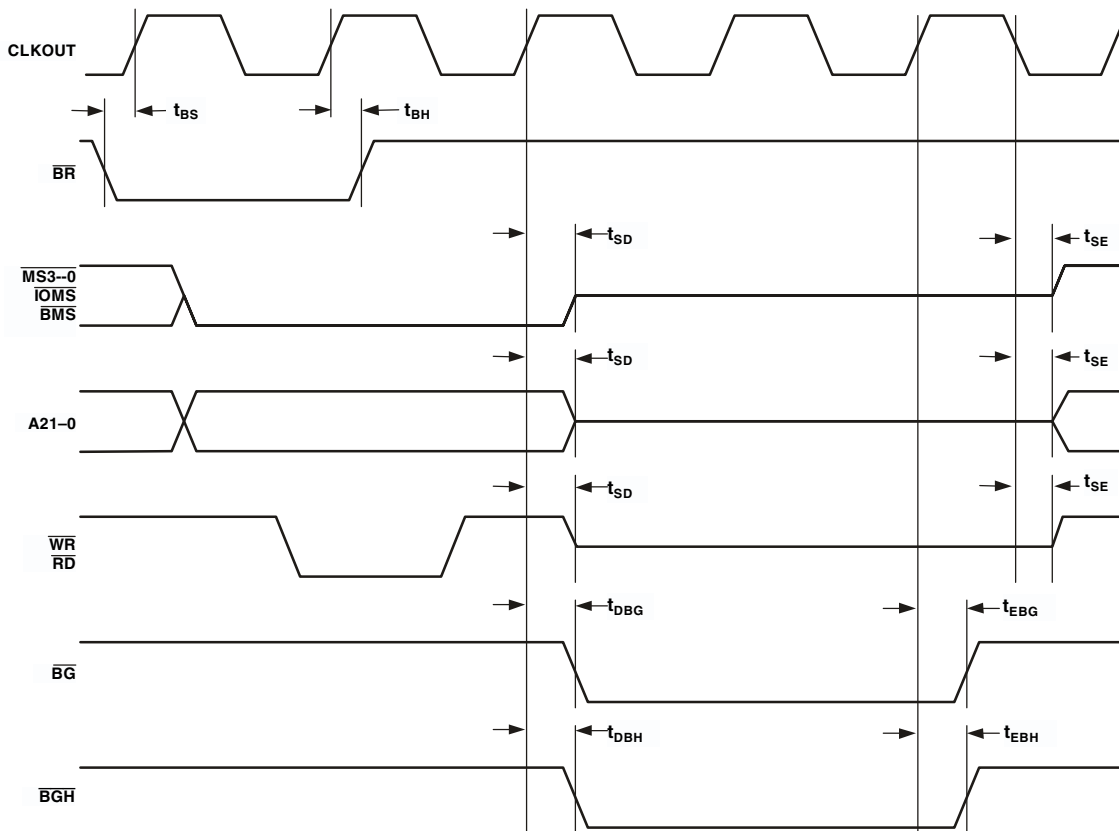 CLKOUT
tBS
tBH
BR
tSD
tSE
MS3--0
IOMS
BMS
tSD
tSE
A21–0
tSD
tSE
WR
RD
tDBG
tEBG
BG
tDBH
tEBH
BGH